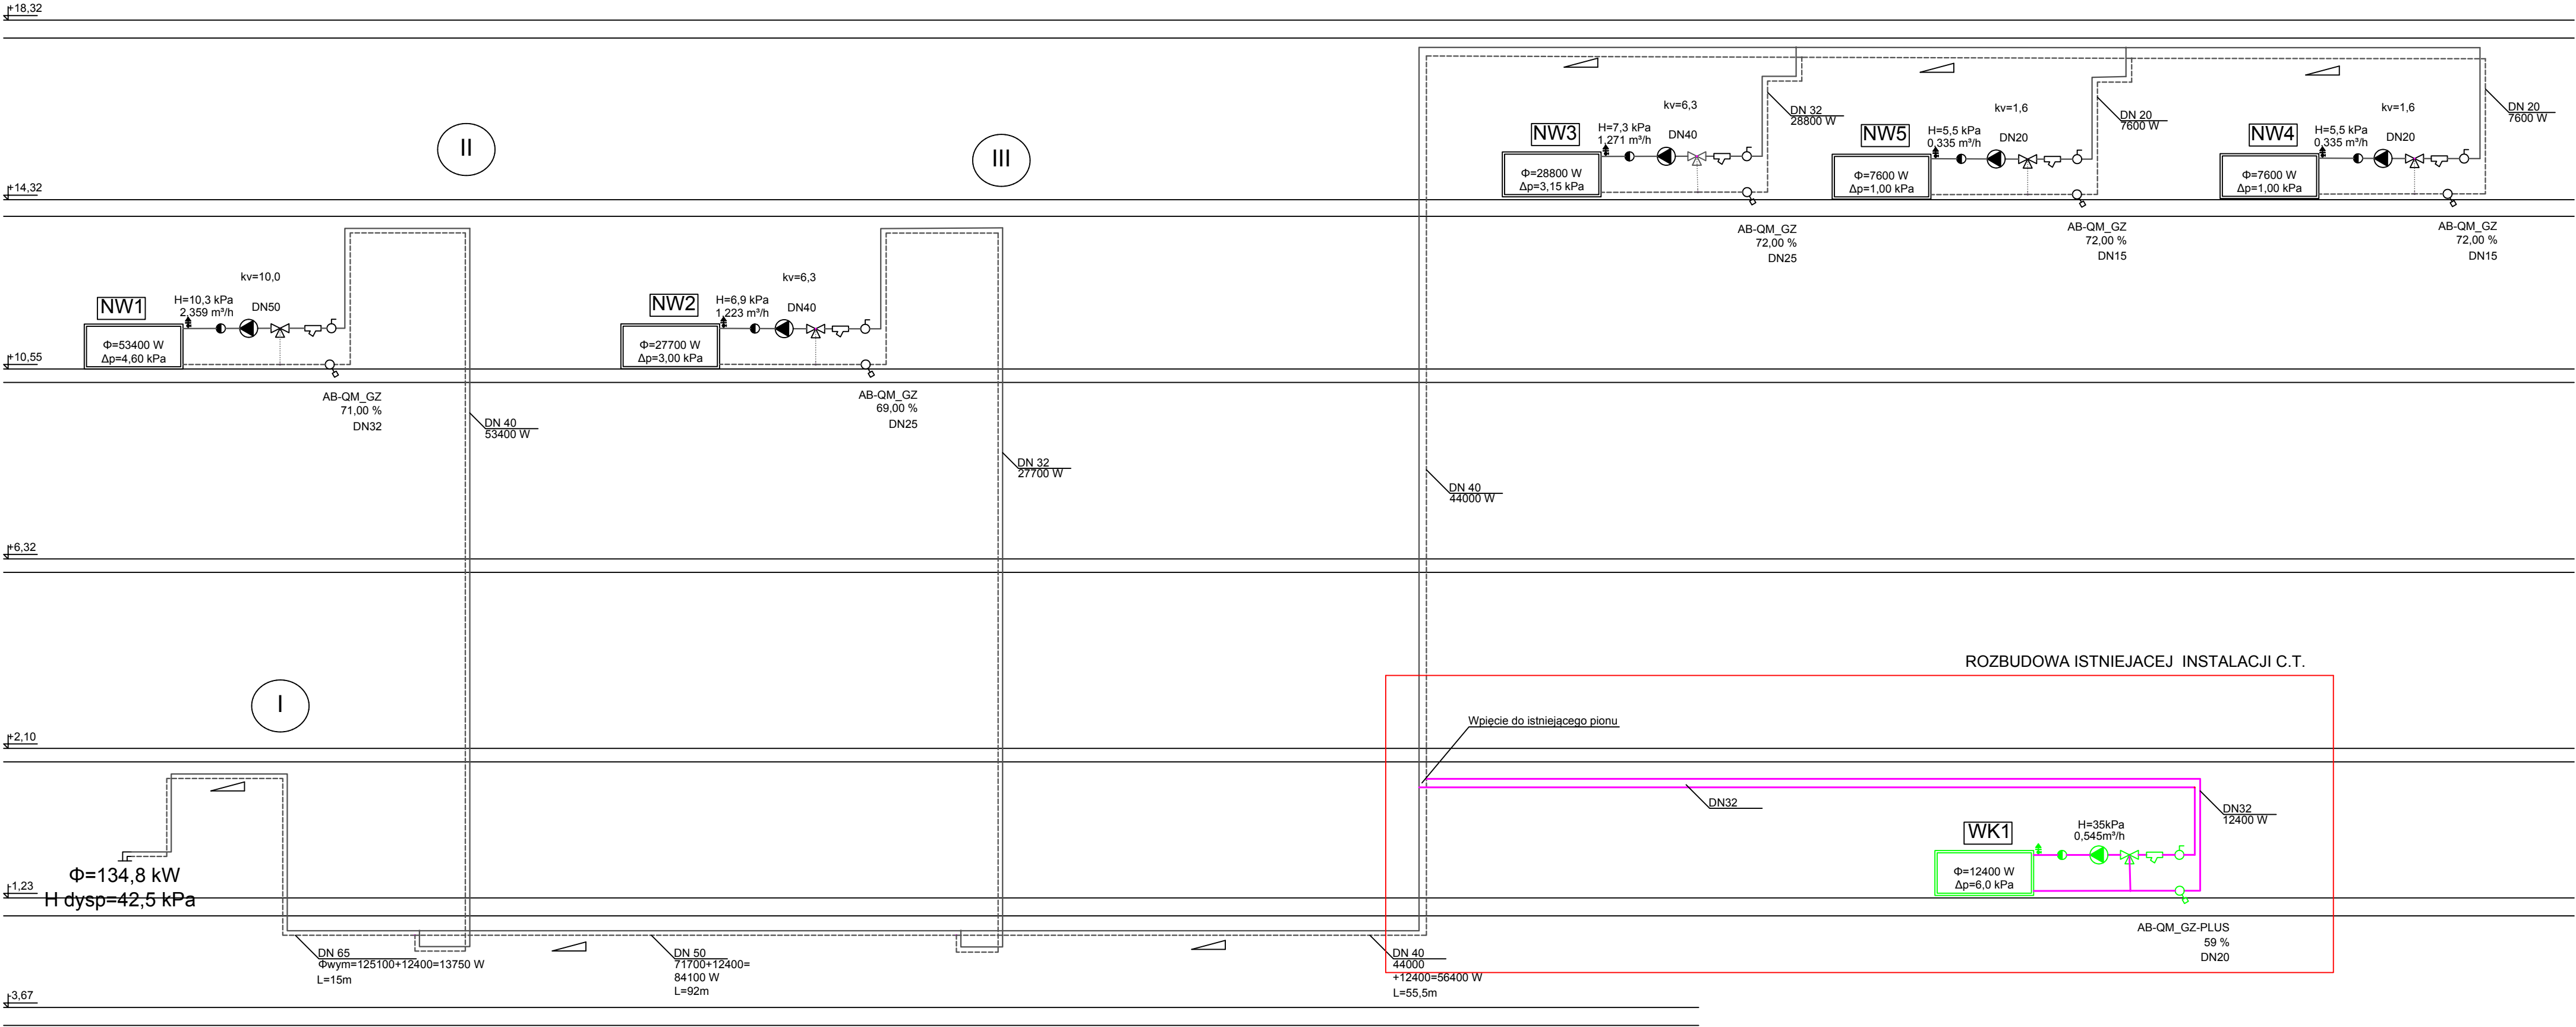 +18,32
II
III
NW3
H=7,3 kPa
1,271 m³/h
kv=6,3
DN40
Φ=28800 W
Δp=3,15 kPa
DN 32
28800 W
AB-QM_GZ
72,00 %
DN25
NW5
H=5,5 kPa
0,335 m³/h
kv=1,6
DN20
Φ=7600 W
Δp=1,00 kPa
DN 20
7600 W
AB-QM_GZ
72,00 %
DN15
NW4
H=5,5 kPa
0,335 m³/h
kv=1,6
DN20
Φ=7600 W
Δp=1,00 kPa
DN 20
7600 W
AB-QM_GZ
72,00 %
DN15
+14,32
NW1
H=10,3 kPa
2,359 m³/h
kv=10,0
DN50
Φ=53400 W
Δp=4,60 kPa
AB-QM_GZ
71,00 %
DN32
DN 40
53400 W
NW2
H=6,9 kPa
1,223 m³/h
kv=6,3
DN40
Φ=27700 W
Δp=3,00 kPa
AB-QM_GZ
69,00 %
DN25
DN 32
27700 W
+10,55
DN 40
44000 W
+6,32
ROZBUDOWA ISTNIEJACEJ INSTALACJI C.T.
I
Wpięcie do istniejącego pionu
+2,10
DN32
DN32
12400 W
WK1
H=35kPa
0,545m³/h
Φ=12400 W
Δp=6,0 kPa
AB-QM_GZ-PLUS
59 %
DN20
Φ=134,8 kW
H dysp=42,5 kPa
-1,23
DN 65
Φwym=125100+12400=13750 W
L=15m
DN 50
71700+12400=
84100 W
L=92m
DN 40
44000
+12400=56400 W
L=55,5m
-3,67